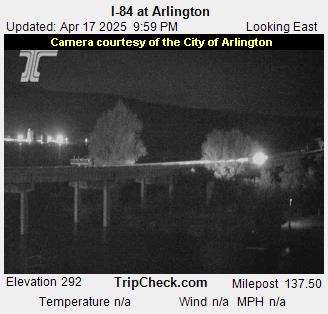 I-84 at Arlington
Updated: Apr 17 2025 9:59 PM Looking East
Camera courtesy of the City of Arlington
Elevation 292 TripCheck.com Milepost 137.50
Temperature n/a Wind n/a MPH n/a